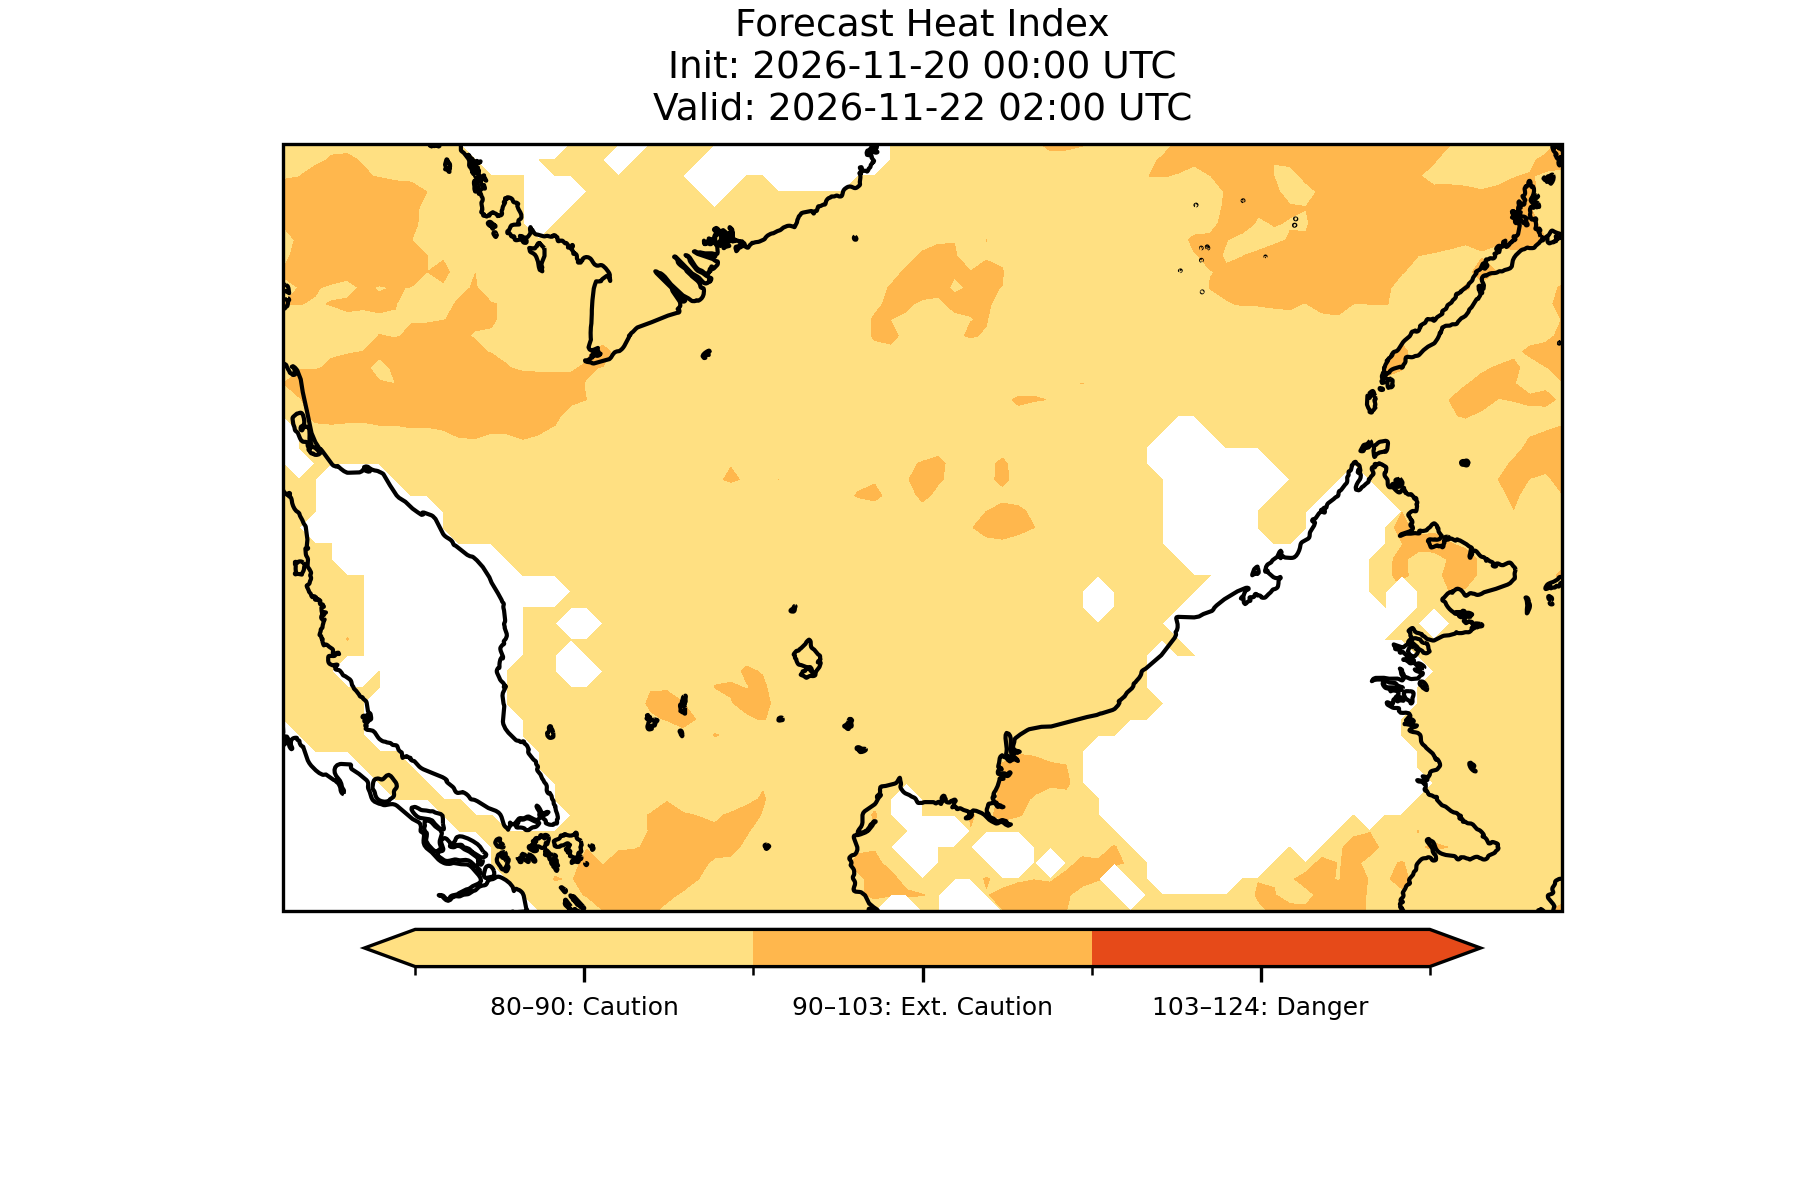 Forecast Heat Index
Init: 2026-11-20 00:00 UTC
Valid: 2026-11-22 02:00 UTC
80–90: Caution
90–103: Ext. Caution
103–124: Danger